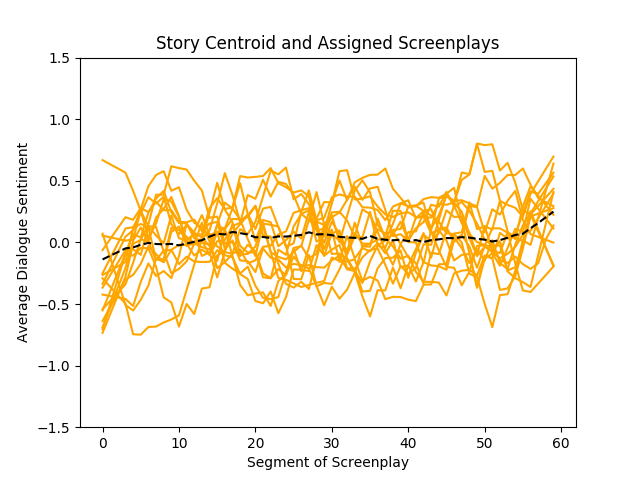 Story Centroid and Assigned Screenplays
1.5
1.0
0.5
0.0
−0.5
−1.0
−1.5
Average Dialogue Sentiment
0 10 20 30 40 50 60
Segment of Screenplay